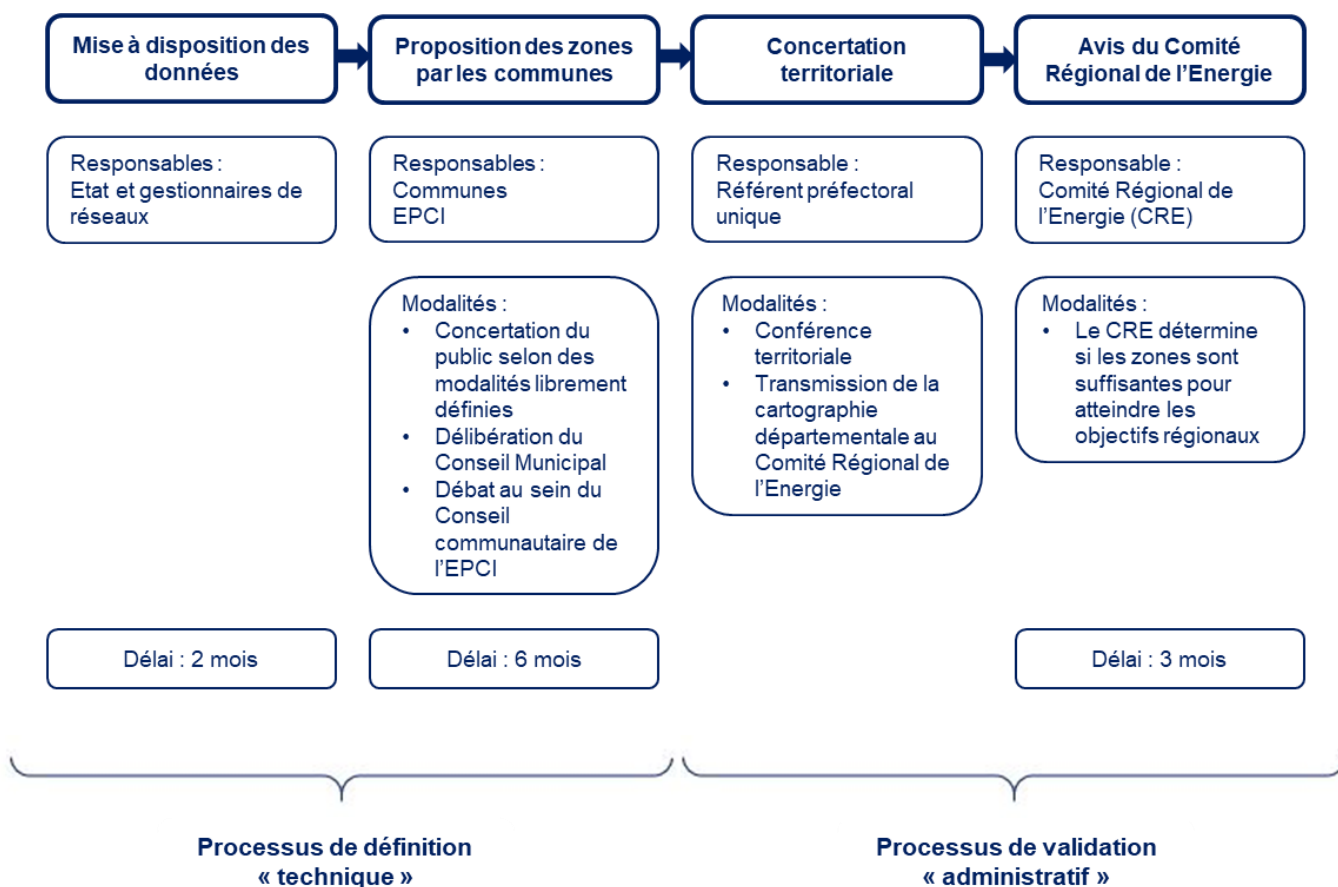 Mise à disposition des
données
Proposition des zones
par les communes
Concertation
territoriale
Avis du Comité
Régional de l’Energie
Responsables :
Etat et gestionnaires de
réseaux
Responsables :
Communes
EPCI
Responsable :
Référent préfectoral
unique
Responsable :
Comité Régional de
l’Energie (CRE)
Modalités :
• Concertation du
public selon des
modalités librement
définies
• Délibération du
Conseil Municipal
• Débat au sein du
Conseil
communautaire de
l’EPCI
Modalités :
• Conférence
territoriale
• Transmission de la
cartographie
départementale au
Comité Régional de
l’Energie
Modalités :
• Le CRE détermine
si les zones sont
suffisantes pour
atteindre les
objectifs régionaux
Délai : 2 mois
Délai : 6 mois
Délai : 3 mois
Processus de définition
« technique »
Processus de validation
« administratif »